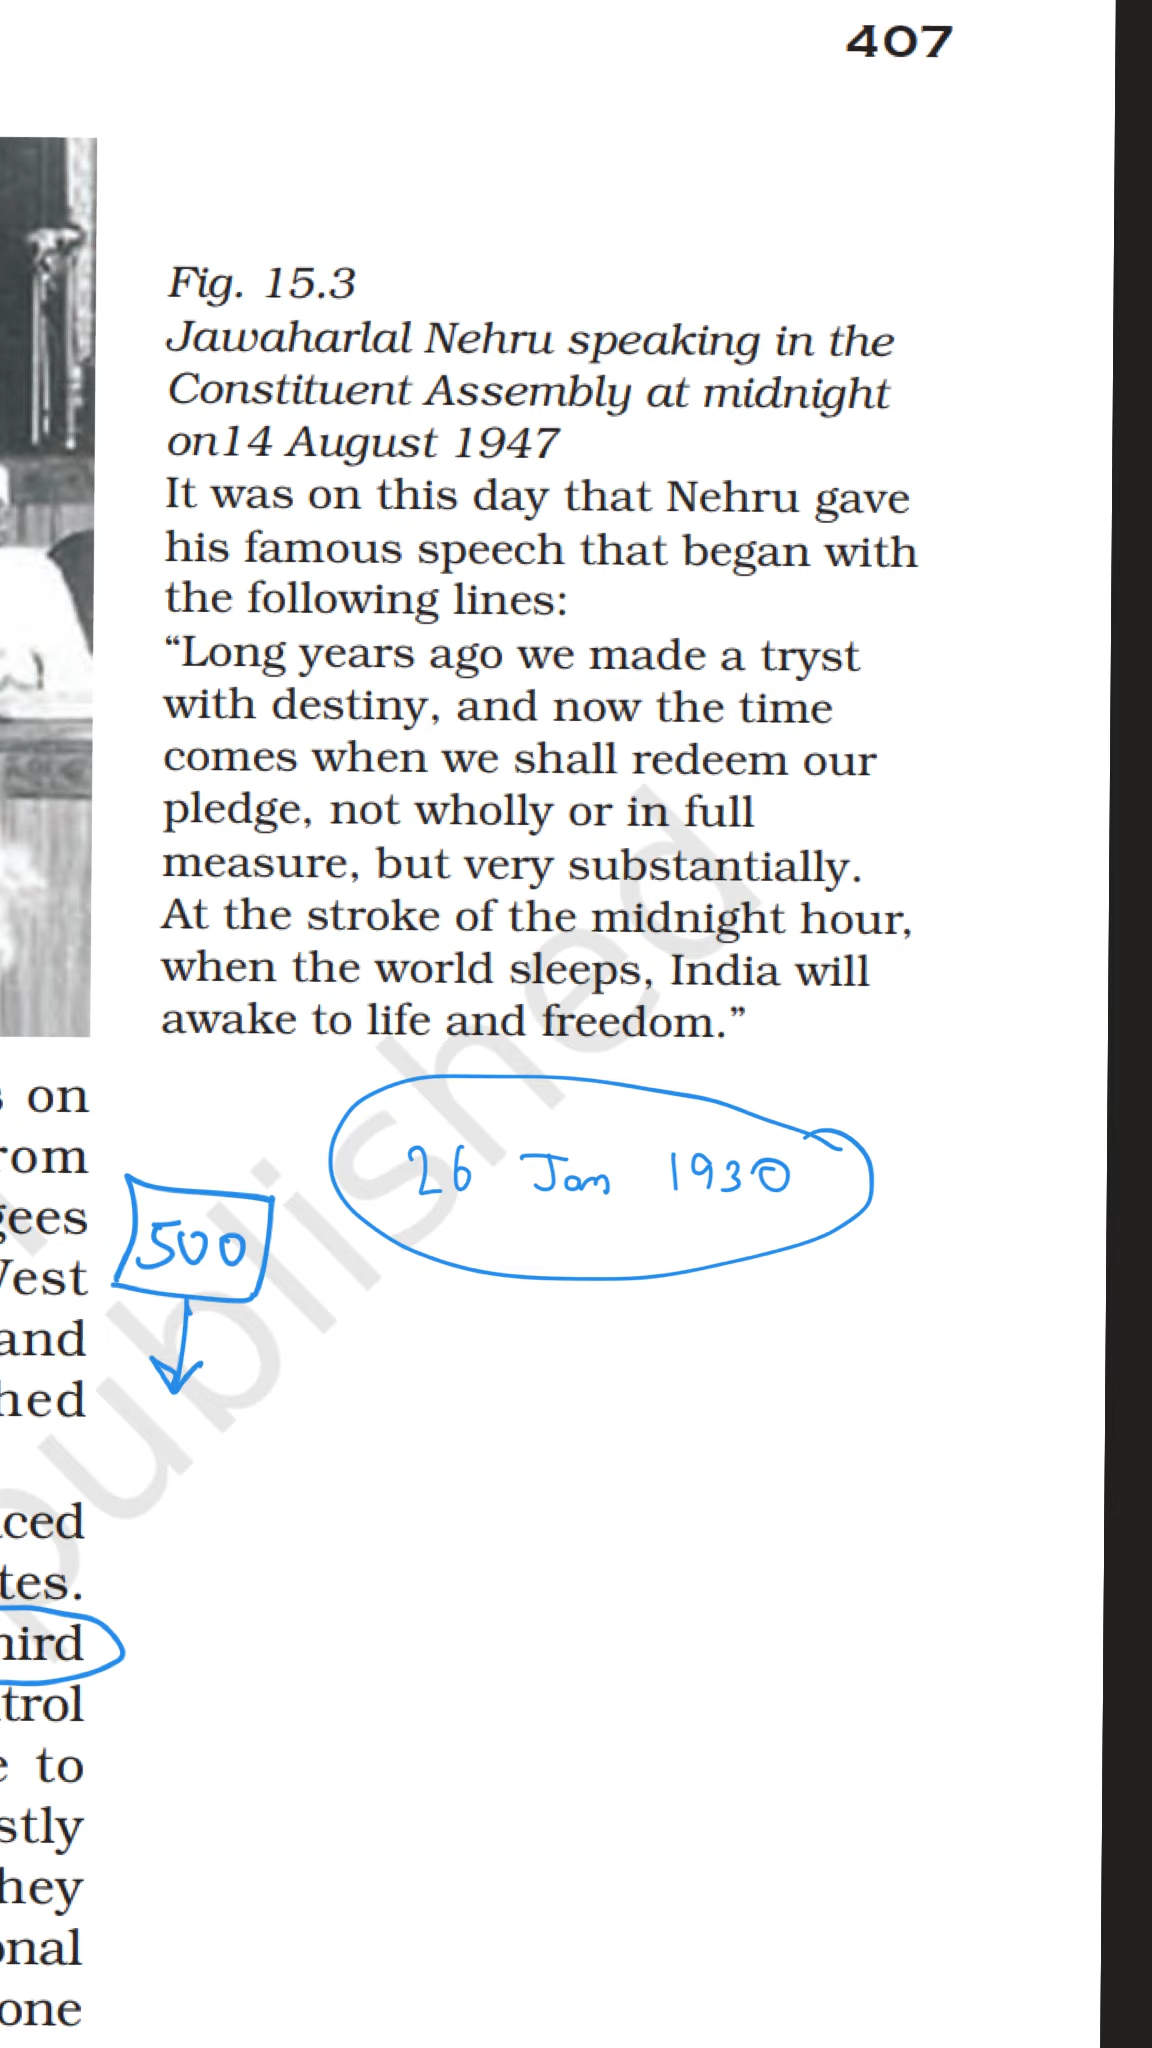 407
Fig. 15.3
Jawaharlal Nehru speaking in the
Constituent Assembly at midnight
on14 August 1947
It was on this day that Nehru gave
his famous speech that began with
the following lines:
“Long years ago we made a tryst
with destiny, and now the time
comes when we shall redeem our
pledge, not wholly or in full
measure, but very substantially.
At the stroke of the midnight hour,
when the world sleeps, India will
awake to life and freedom.”
26 Jan 1930
500
on
and
to
published